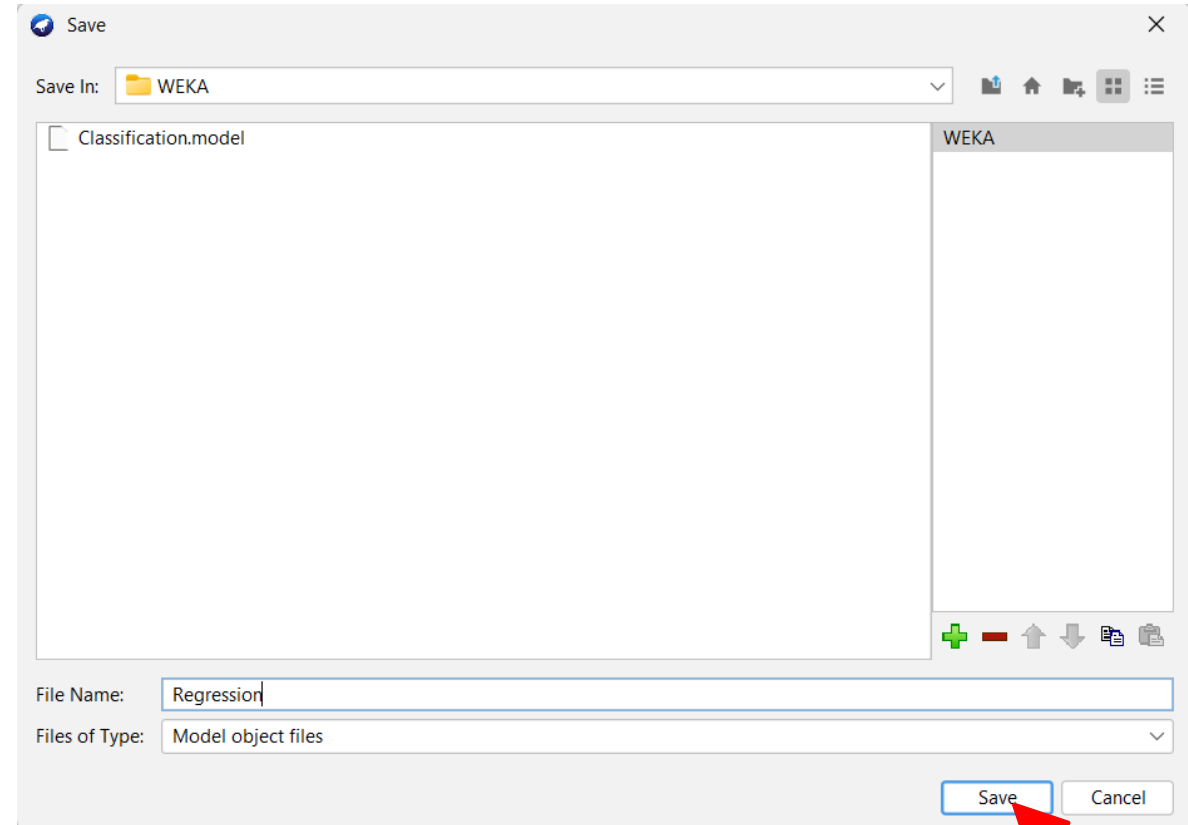 Save
Save In: WEKA
Classification.model
WEKA
File Name: Regression
Files of Type: Model object files
Save Cancel